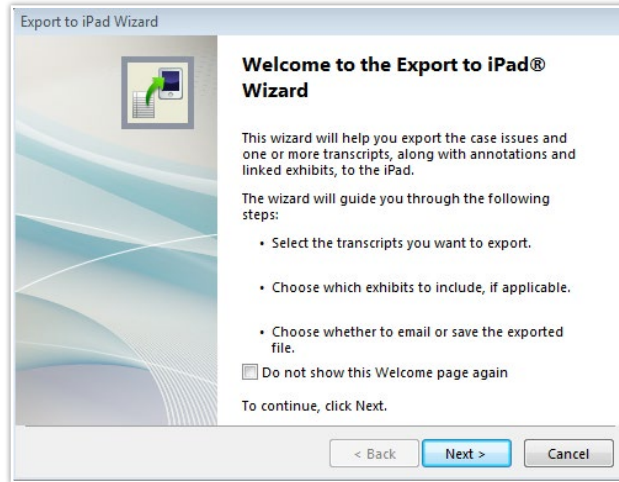 Export to iPad Wizard
Welcome to the Export to iPad®
Wizard
This wizard will help you export the case issues and
one or more transcripts, along with annotations and
linked exhibits, to the iPad.
The wizard will guide you through the following
steps:
• Select the transcripts you want to export.
• Choose which exhibits to include, if applicable.
• Choose whether to email or save the exported
file.
Do not show this Welcome page again
To continue, click Next.
< Back Next > Cancel